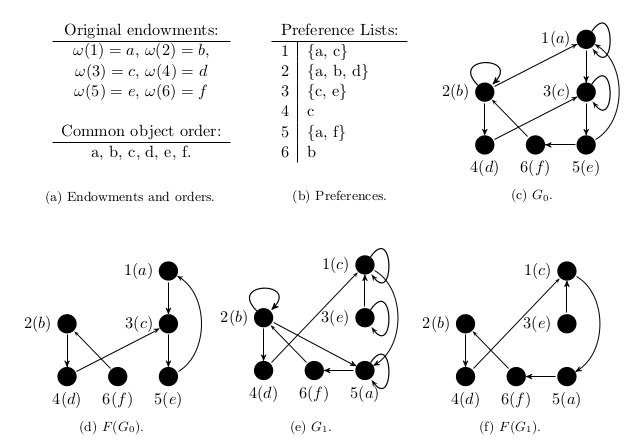 Original endowments:
ω(1) = a, ω(2) = b,
ω(3) = c, ω(4) = d
ω(5) = e, ω(6) = f
Common object order:
a, b, c, d, e, f.
(a) Endowments and orders.
Preference Lists:
1 {a, c}
2 {a, b, d}
3 {c, e}
4 c
5 {a, f}
6 b
(b) Preferences.
1(a)
2(b) 3(c)
4(d) 6(f) 5(e)
(c) G₀.
1(a)
2(b) 3(c)
4(d) 6(f) 5(e)
(d) F(G₀).
1(c)
2(b) 3(e)
4(d) 6(f) 5(a)
(e) G₁.
1(c)
2(b) 3(e)
4(d) 6(f) 5(a)
(f) F(G₁).